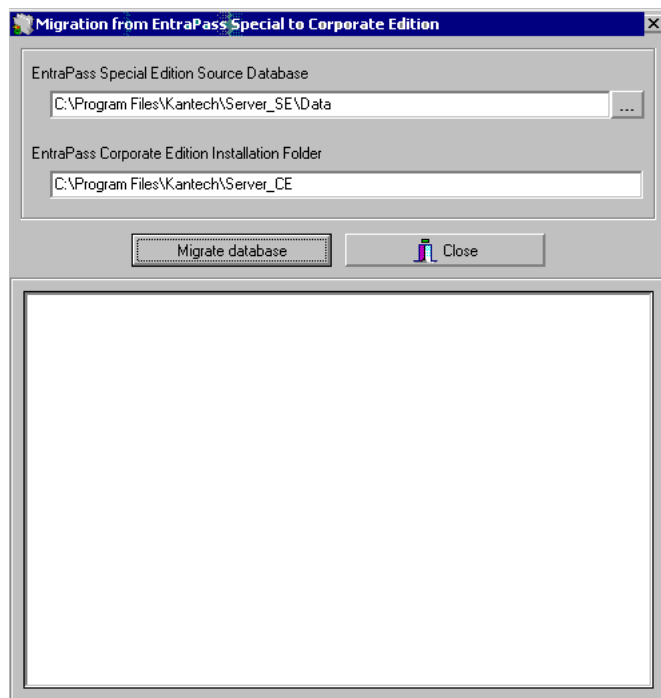 Migration from EntraPass Special to Corporate Edition
EntraPass Special Edition Source Database
C:\Program Files\Kantech\Server_SE\Data
...
EntraPass Corporate Edition Installation Folder
C:\Program Files\Kantech\Server_CE
Migrate database
Close